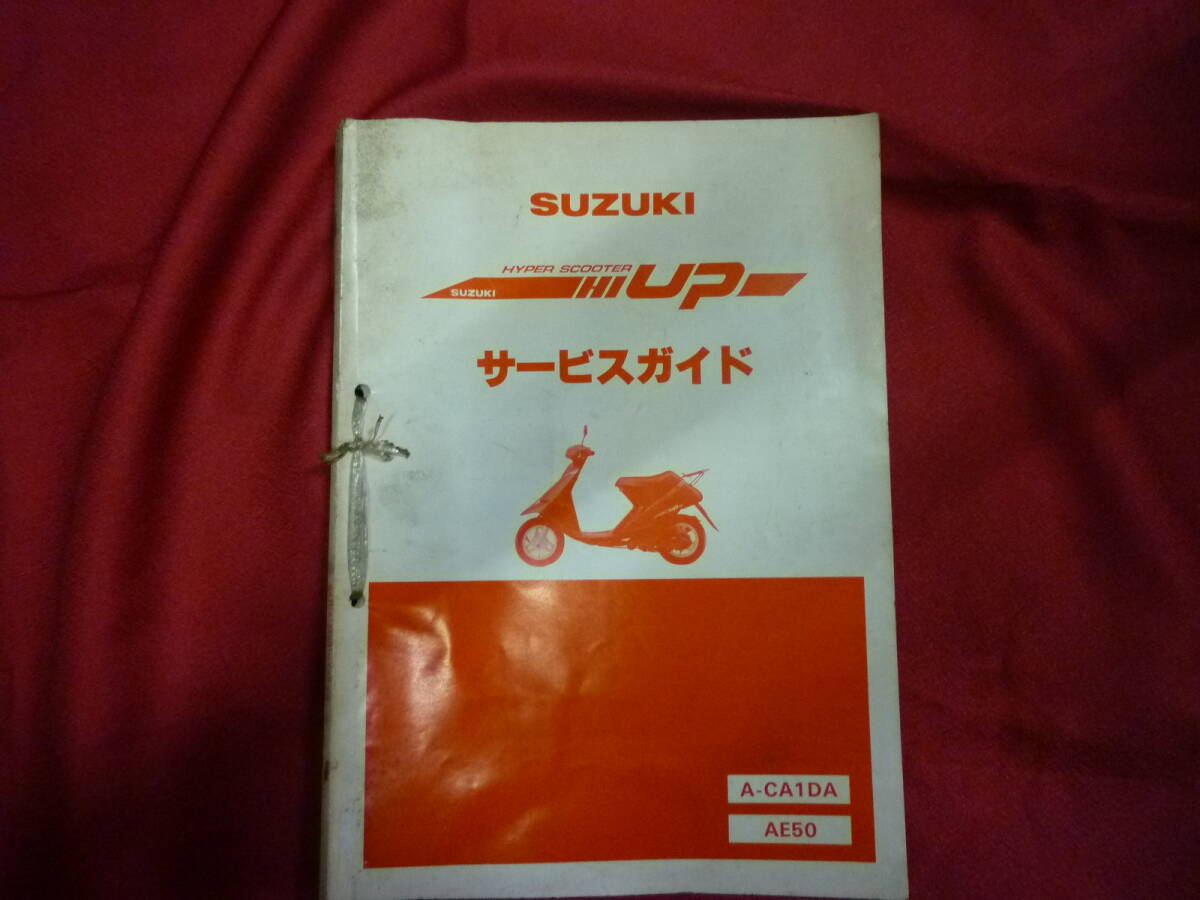 SUZUKI
HYPER SCOOTER
SUZUKI HI UP
サービスガイド
A-CA1DA
AE50